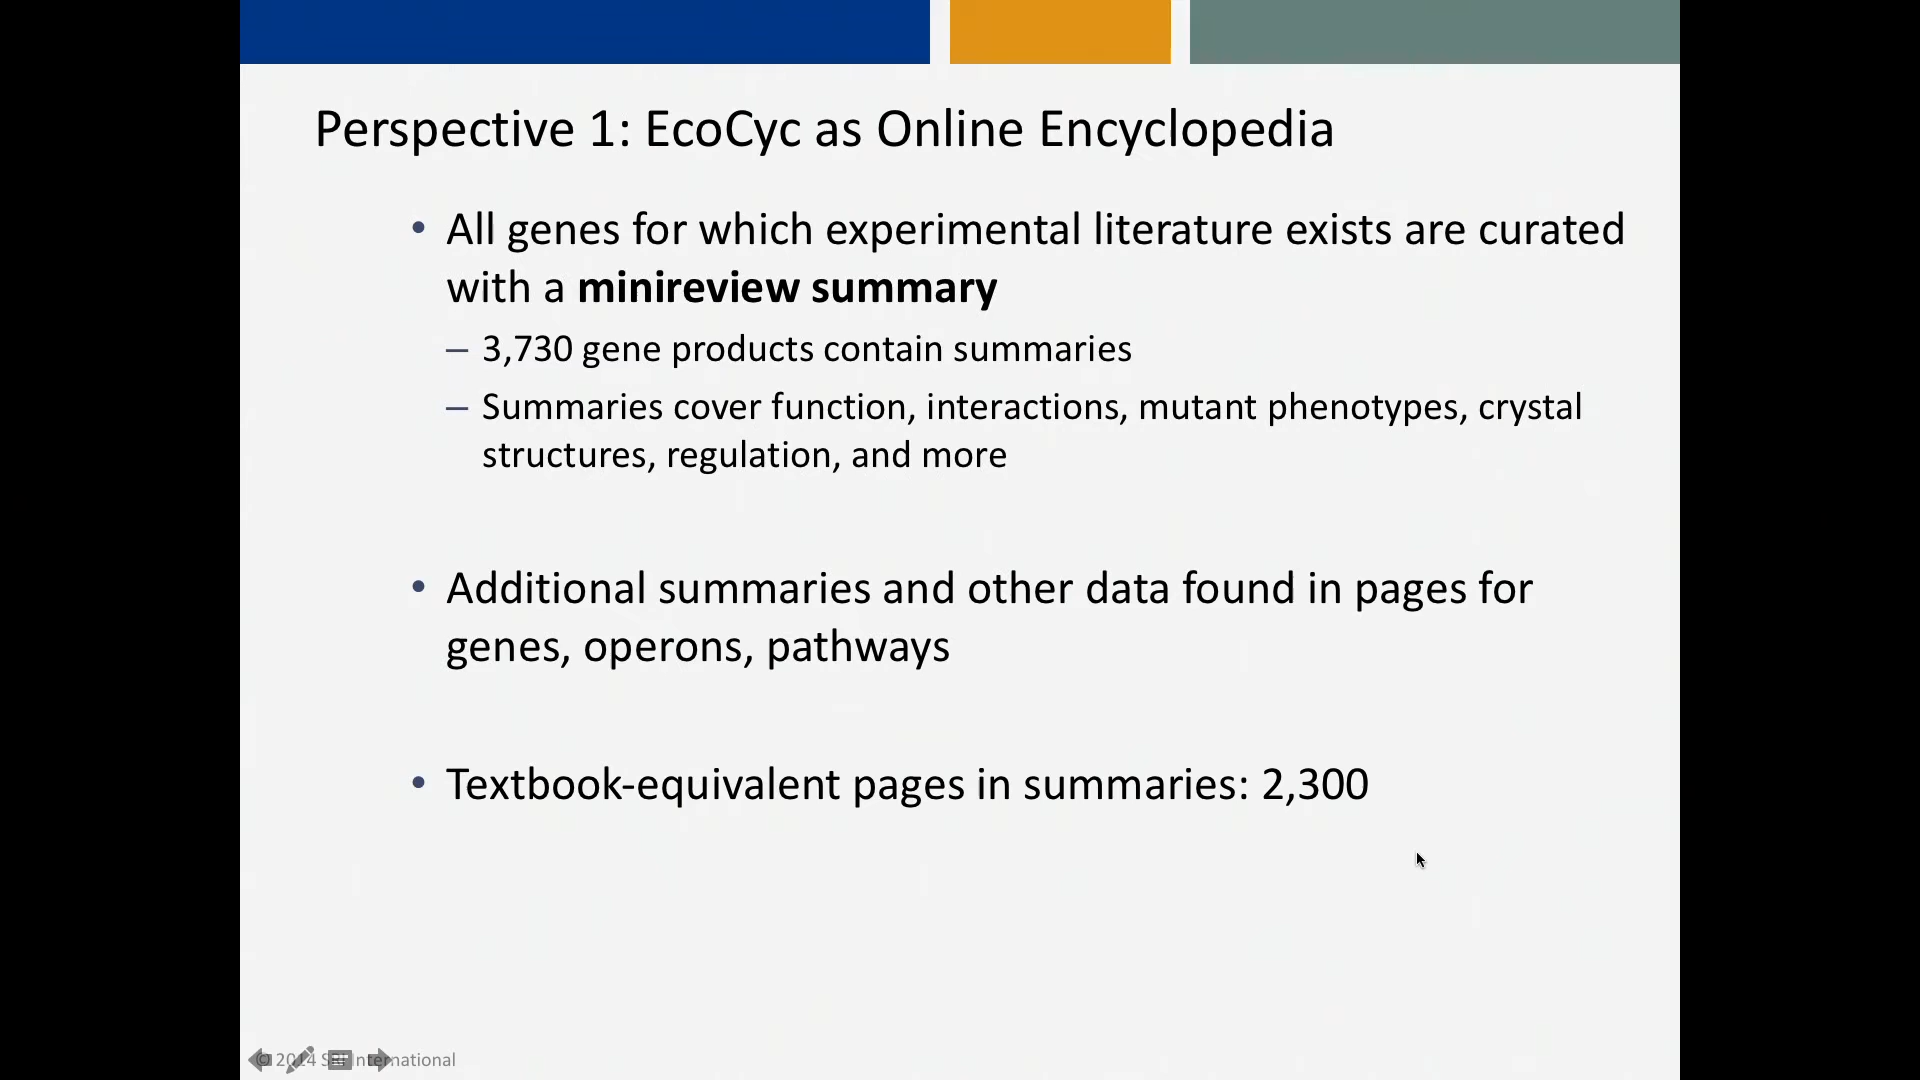 Perspective 1: EcoCyc as Online Encyclopedia
• All genes for which experimental literature exists are curated
with a minireview summary
– 3,730 gene products contain summaries
– Summaries cover function, interactions, mutant phenotypes, crystal
structures, regulation, and more
• Additional summaries and other data found in pages for
genes, operons, pathways
• Textbook-equivalent pages in summaries: 2,300
© 2014 SRI International